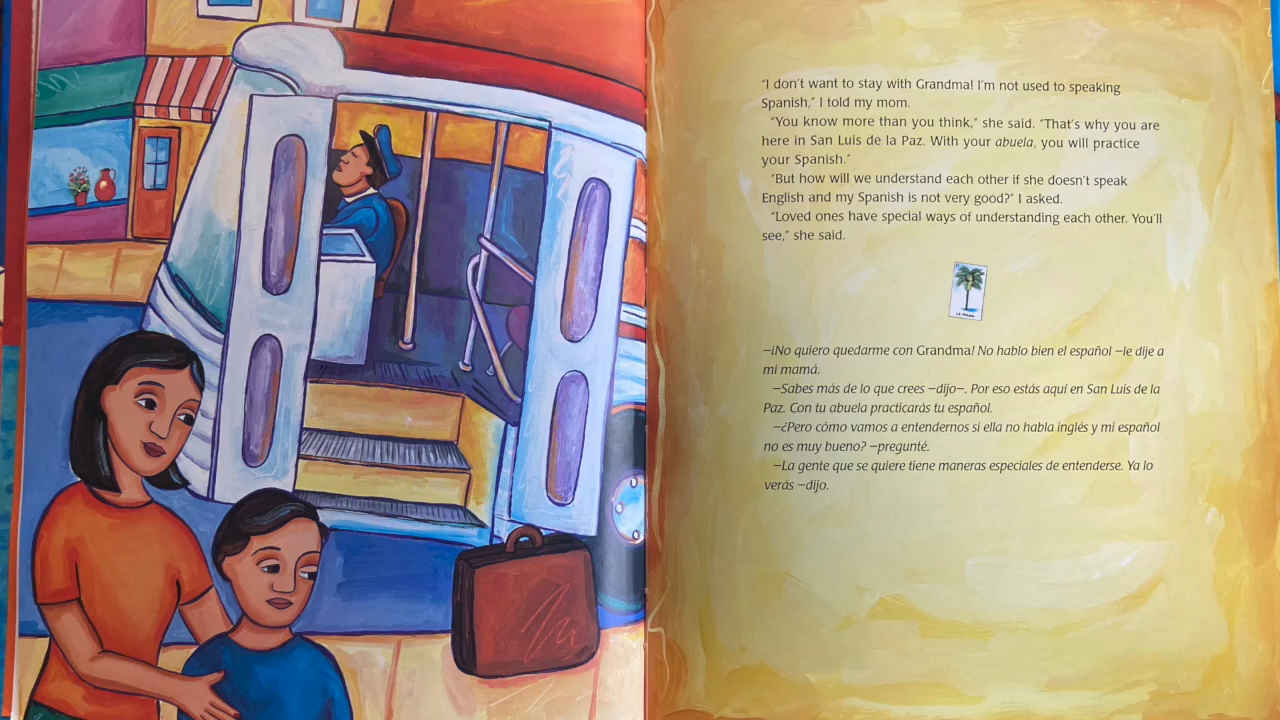 "I don't want to stay with Grandma! I'm not used to speaking
Spanish," I told my mom.
"You know more than you think," she said. "That's why you are
here in San Luis de la Paz. With your abuela, you will practice
your Spanish."
"But how will we understand each other if she doesn't speak
English and my Spanish is not very good?" I asked.
"Loved ones have special ways of understanding each other. You'll
see," she said.
LA PALMA
—¡No quiero quedarme con Grandma! No hablo bien el español —le dije a
mi mamá.
—Sabes más de lo que crees —dijo—. Por eso estás aquí en San Luis de la
Paz. Con tu abuela practicarás tu español.
—¿Pero cómo vamos a entendernos si ella no habla inglés y mi español
no es muy bueno? —pregunté.
—La gente que se quiere tiene maneras especiales de entenderse. Ya lo
verás —dijo.